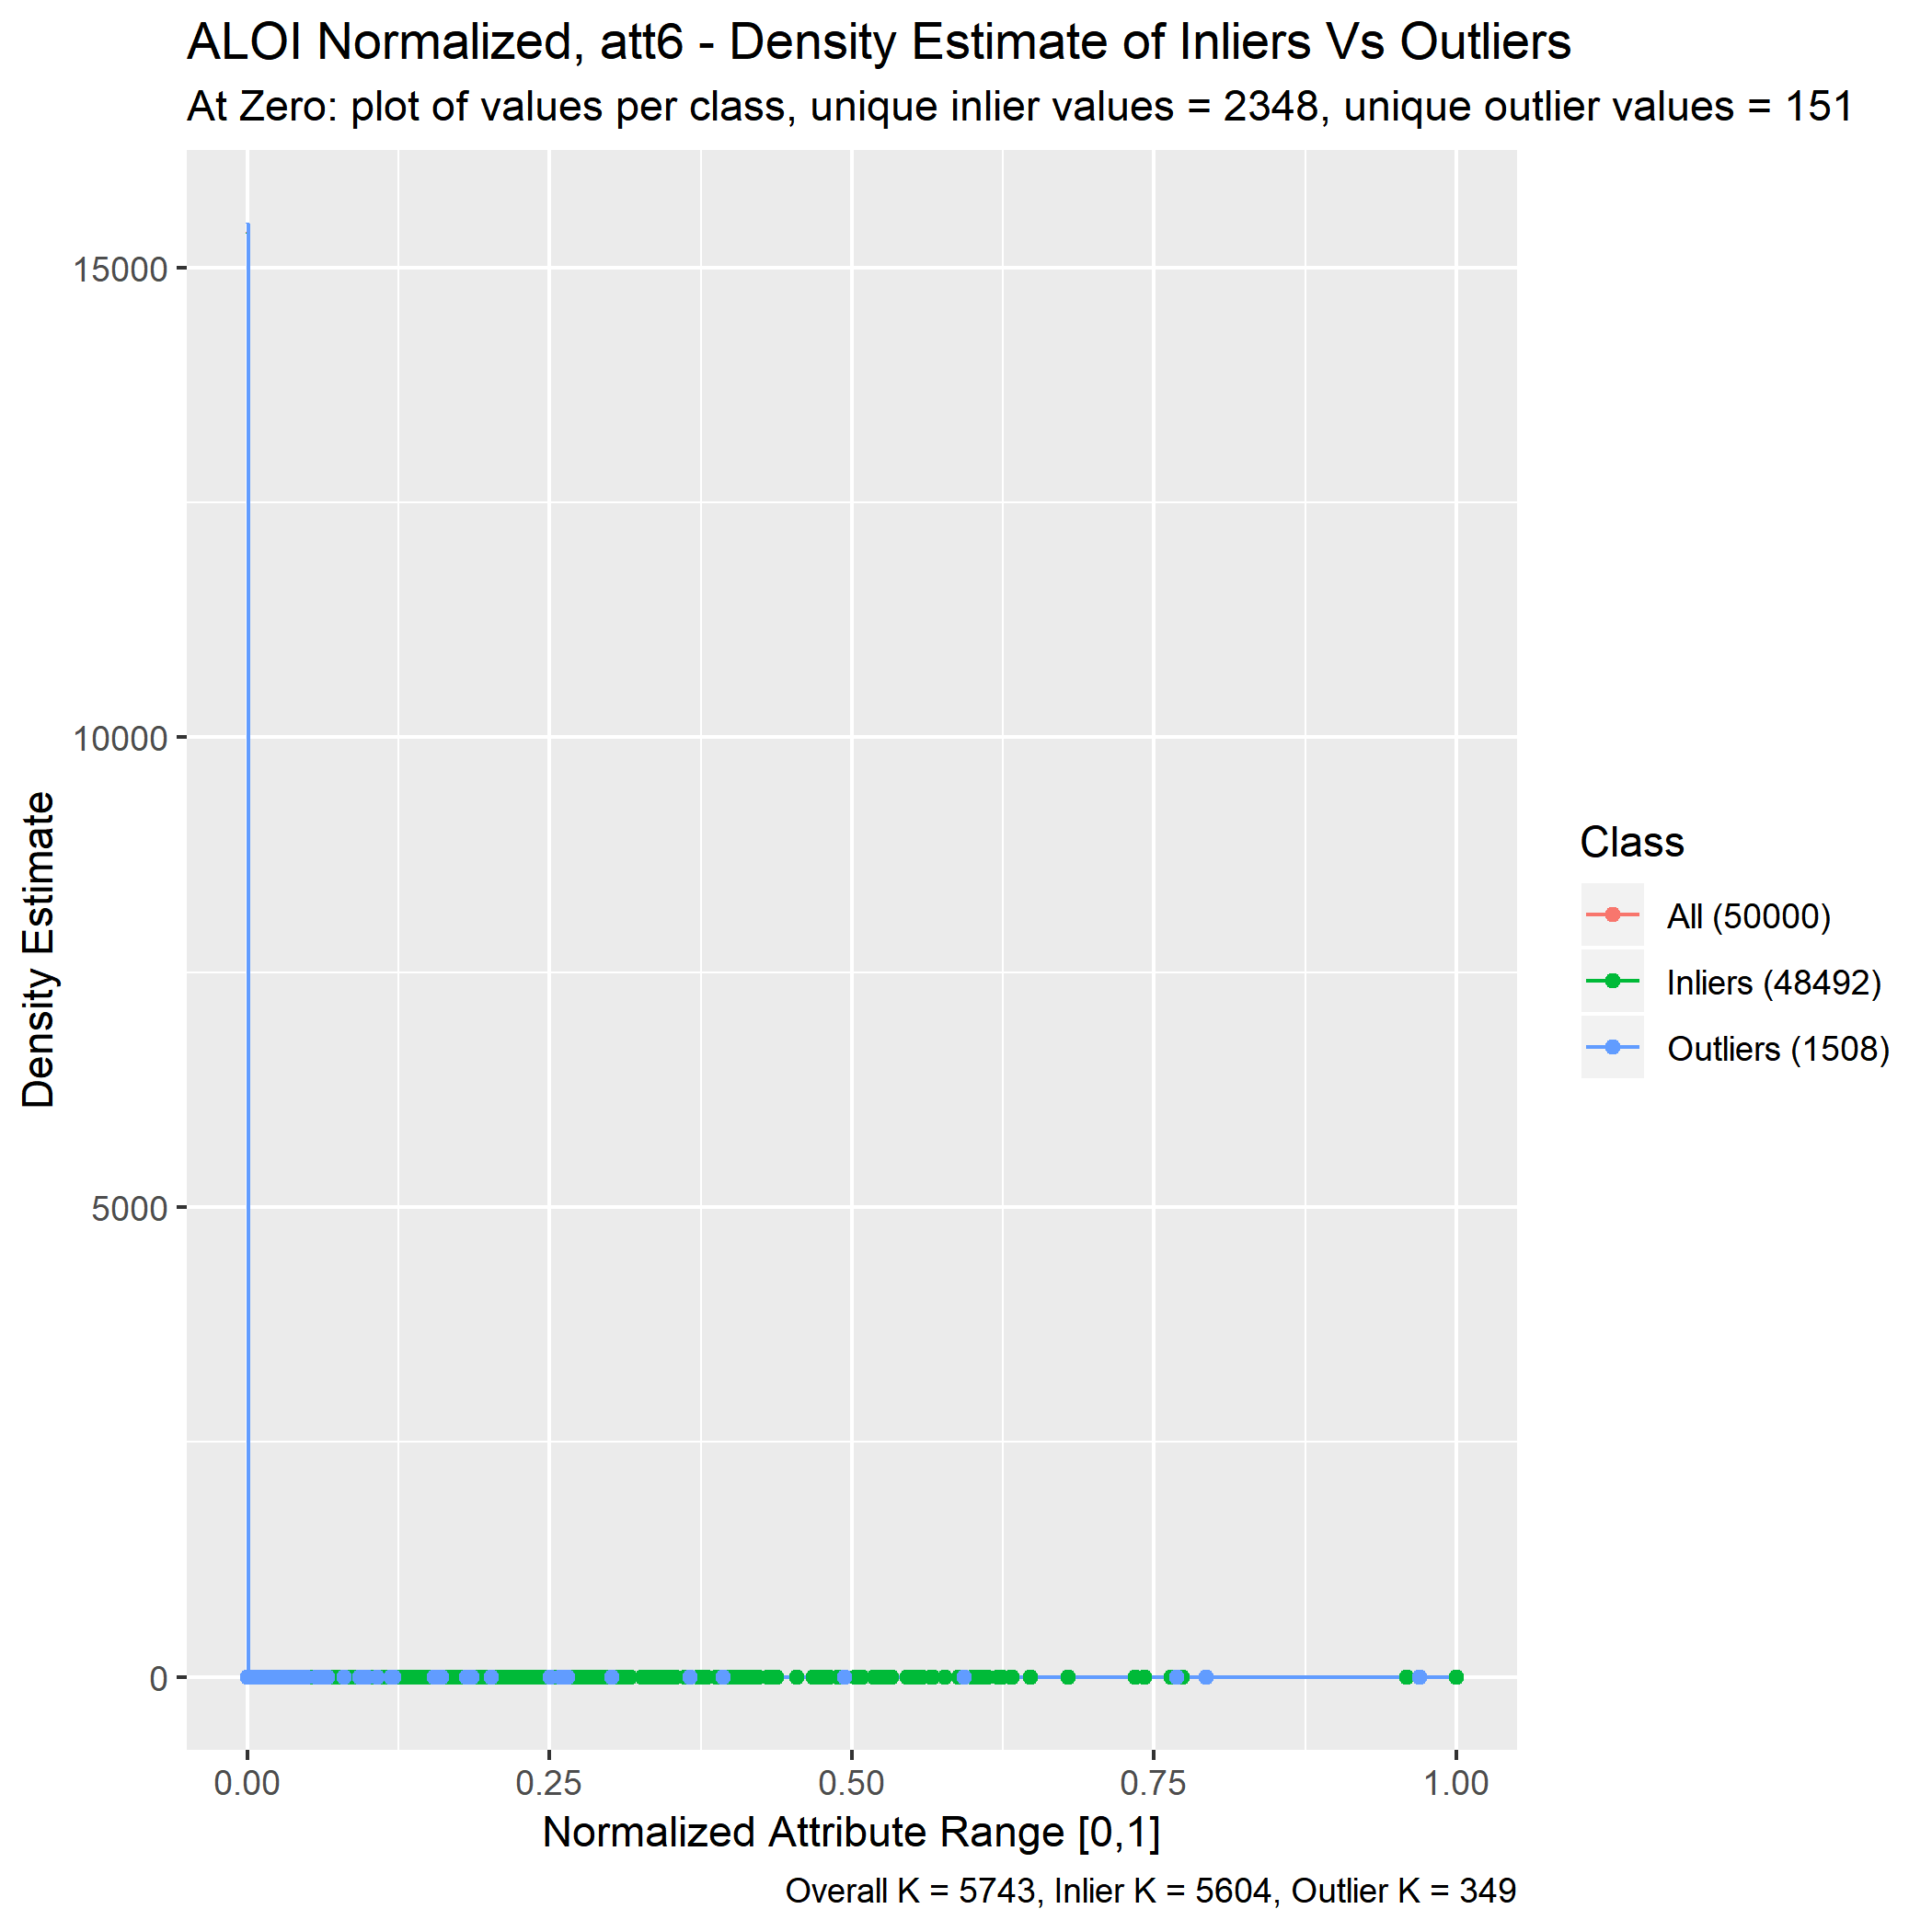 ALOI Normalized, att6 - Density Estimate of Inliers Vs Outliers
At Zero: plot of values per class, unique inlier values = 2348, unique outlier values = 151
Density Estimate
15000
10000
5000
0
0.00 0.25 0.50 0.75 1.00
Normalized Attribute Range [0,1]
Overall K = 5743, Inlier K = 5604, Outlier K = 349
Class
All (50000)
Inliers (48492)
Outliers (1508)